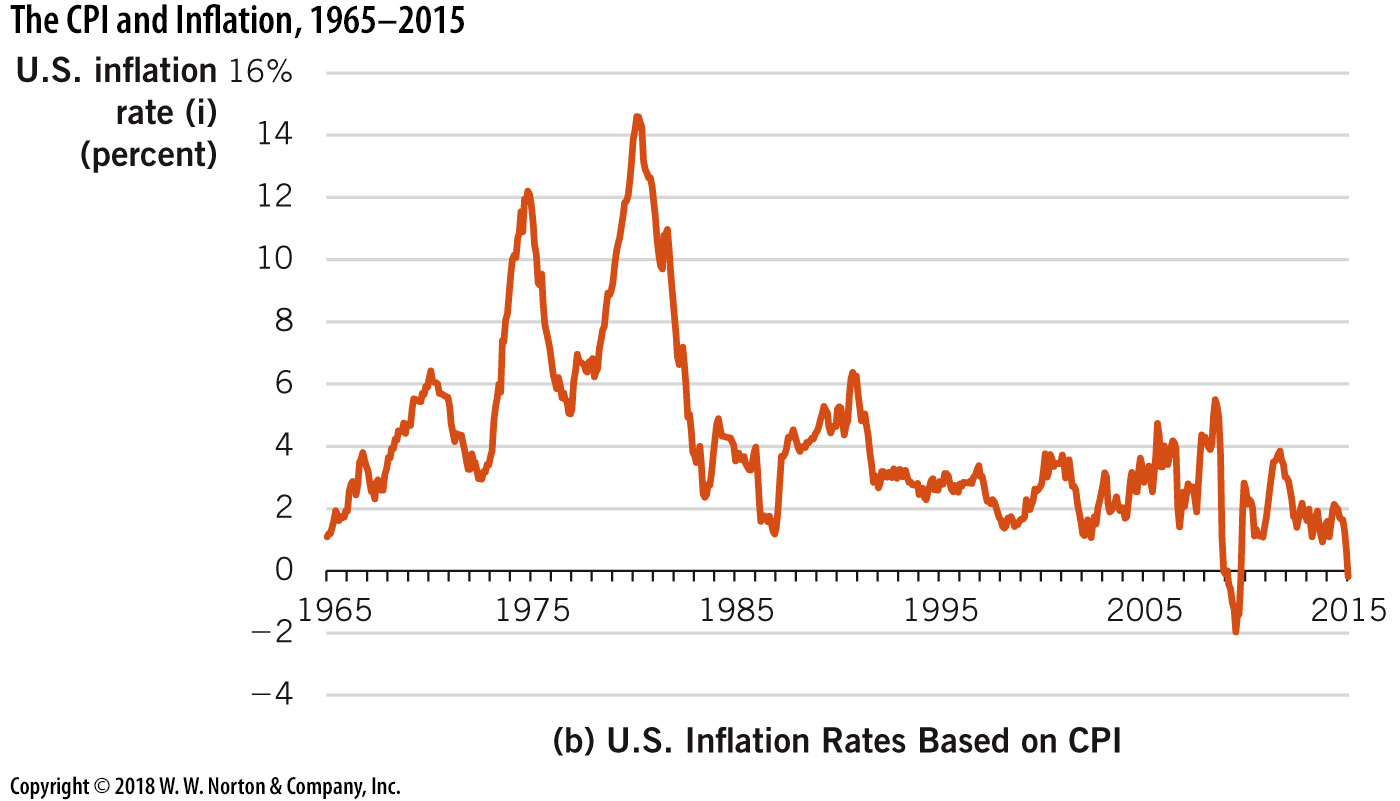 The CPI and Inflation, 1965–2015
U.S. inflation
rate (i)
(percent)
16%
14
12
10
8
6
4
2
0
−2
−4
1965 1975 1985 1995 2005 2015
(b) U.S. Inflation Rates Based on CPI
Copyright © 2018 W. W. Norton & Company, Inc.